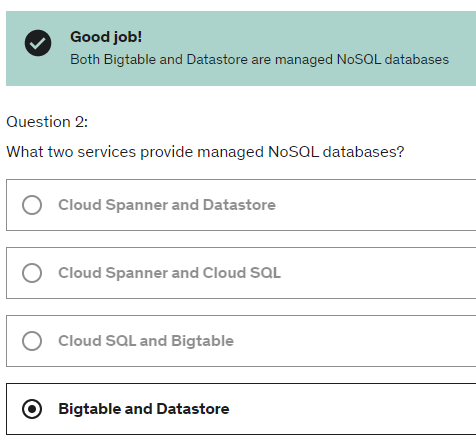 Good job!
Both Bigtable and Datastore are managed NoSQL databases
Question 2:
What two services provide managed NoSQL databases?
Cloud Spanner and Datastore
Cloud Spanner and Cloud SQL
Cloud SQL and Bigtable
Bigtable and Datastore